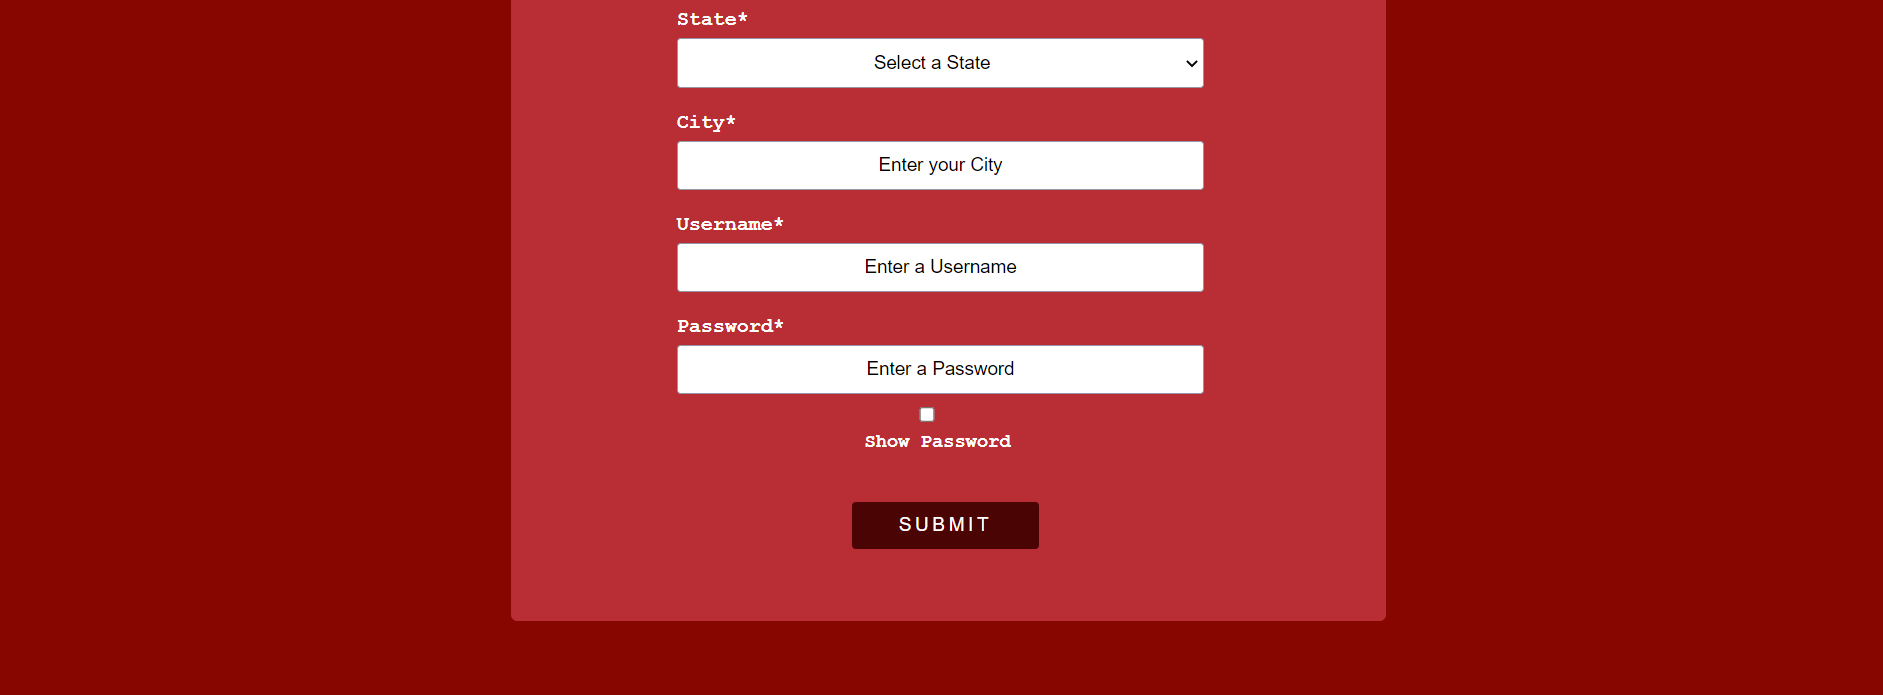 State*
Select a State
City*
Enter your City
Username*
Enter a Username
Password*
Enter a Password
Show Password
SUBMIT